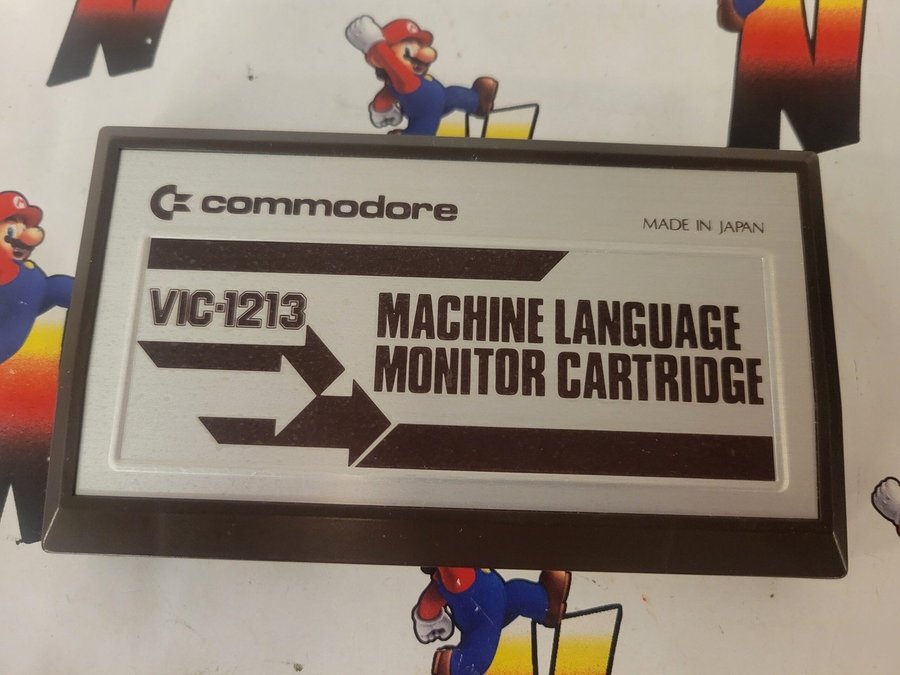 commodore
MADE IN JAPAN
VIC-1213
MACHINE LANGUAGE
MONITOR CARTRIDGE